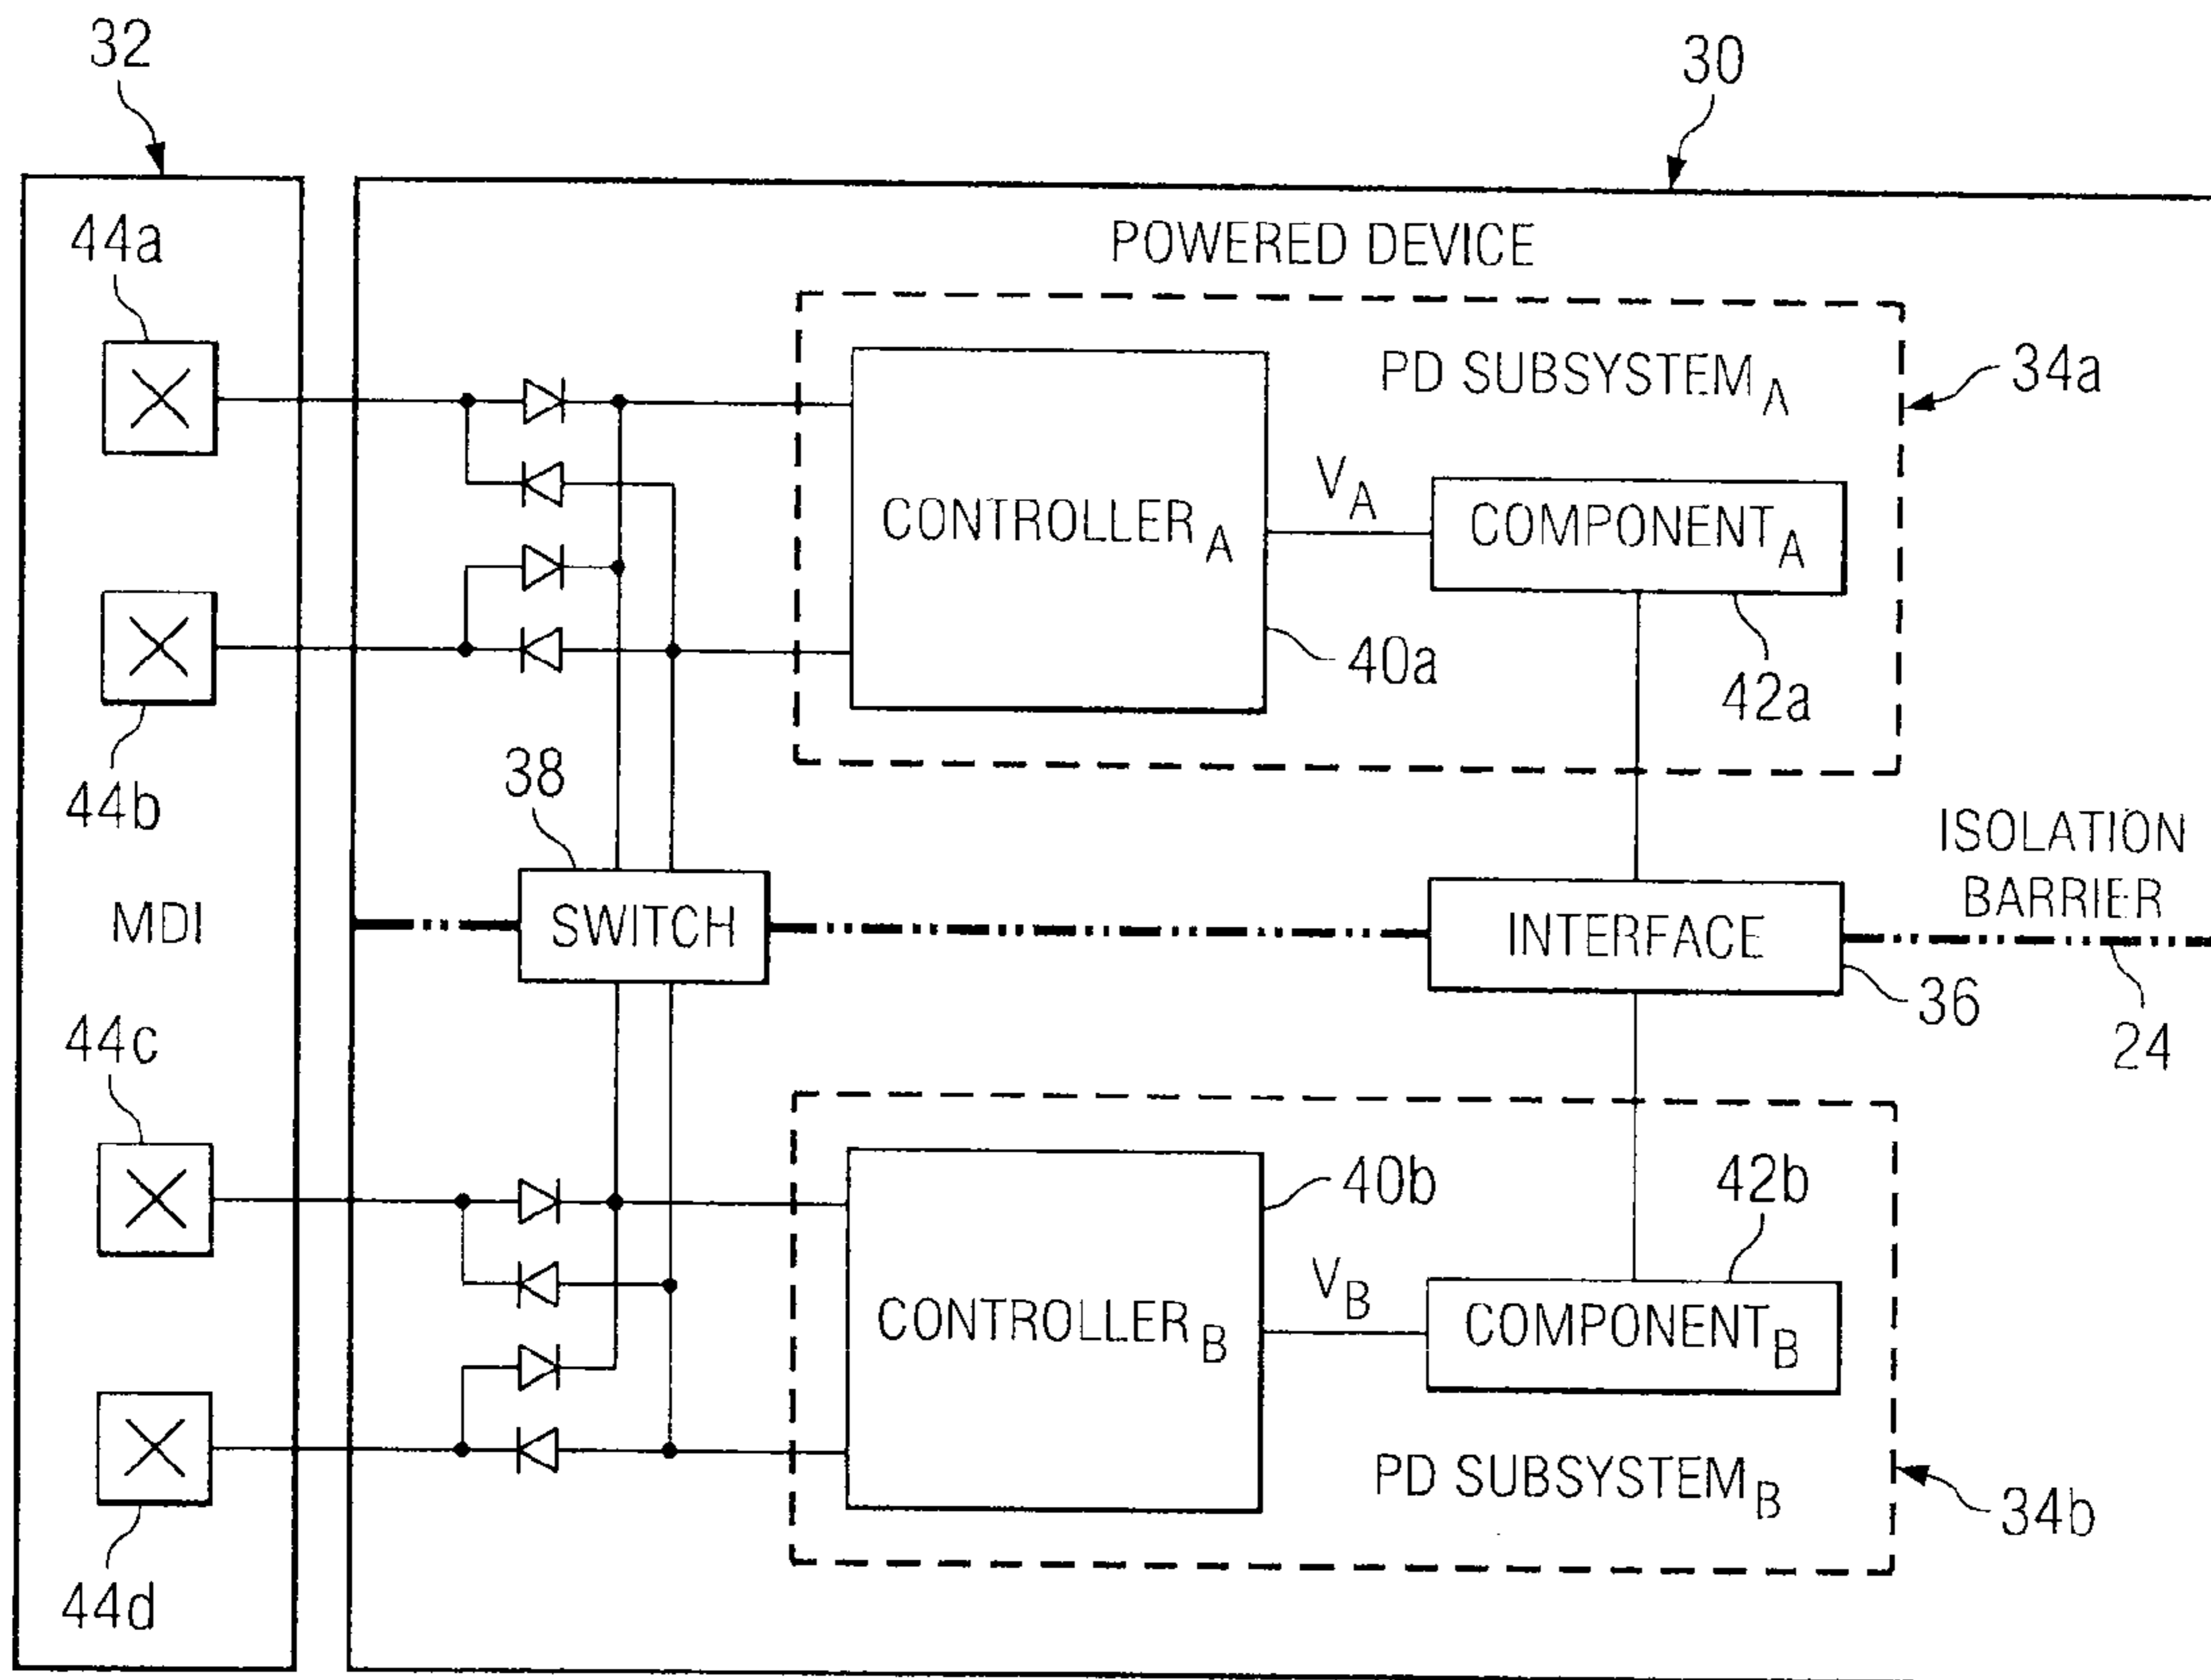 32
30
44a
POWERED DEVICE
PD SUBSYSTEM A
34a
CONTROLLER A
V A
COMPONENT A
40a
42a
44b
38
ISOLATION
BARRIER
MDI
SWITCH
INTERFACE
36
24
44c
40b
42b
V B
CONTROLLER B
COMPONENT B
PD SUBSYSTEM B
34b
44d